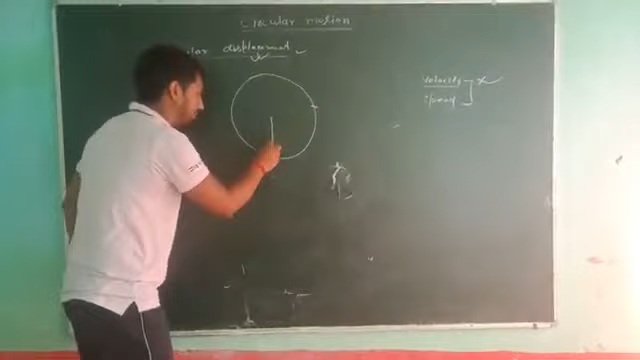 Circular motion
displacement
Velocity
Speed